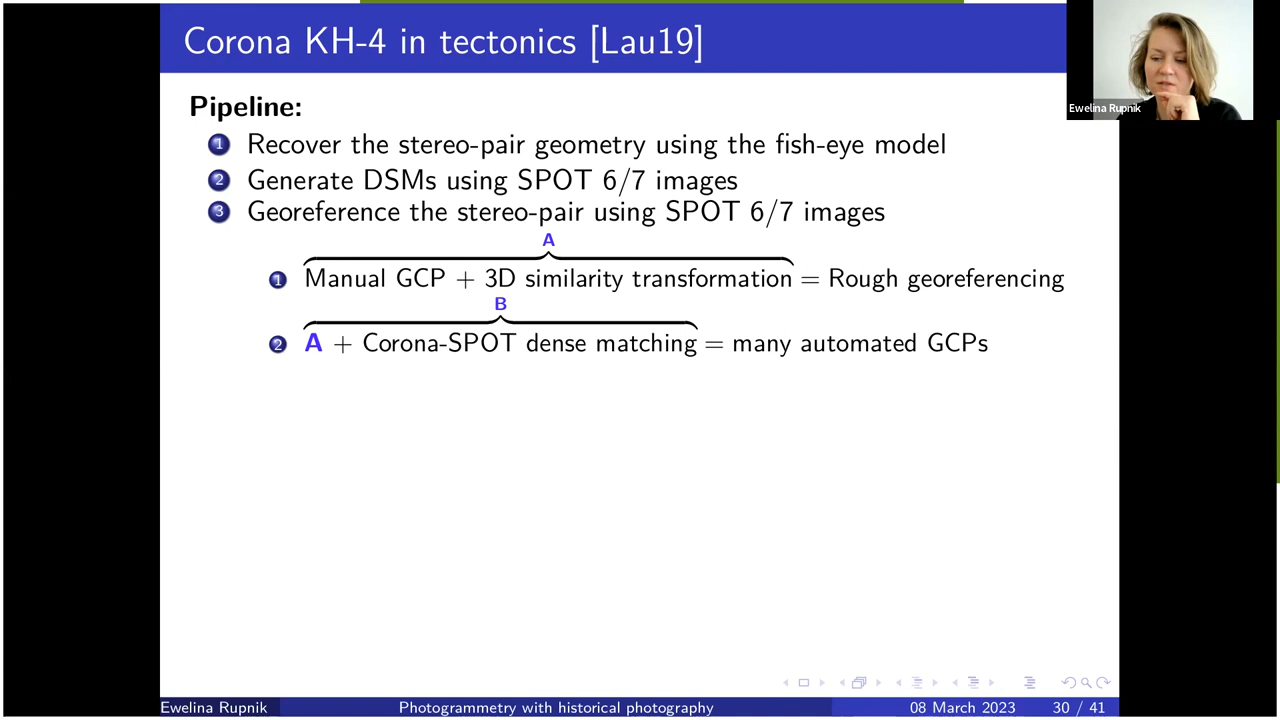 Corona KH-4 in tectonics [Lau19]
Ewelina Rupnik
Pipeline:
1 Recover the stereo-pair geometry using the fish-eye model
2 Generate DSMs using SPOT 6/7 images
3 Georeference the stereo-pair using SPOT 6/7 images
A
1 Manual GCP + 3D similarity transformation = Rough georeferencing
B
2 A + Corona-SPOT dense matching = many automated GCPs
Ewelina Rupnik Photogrammetry with historical photography 08 March 2023 30 / 41